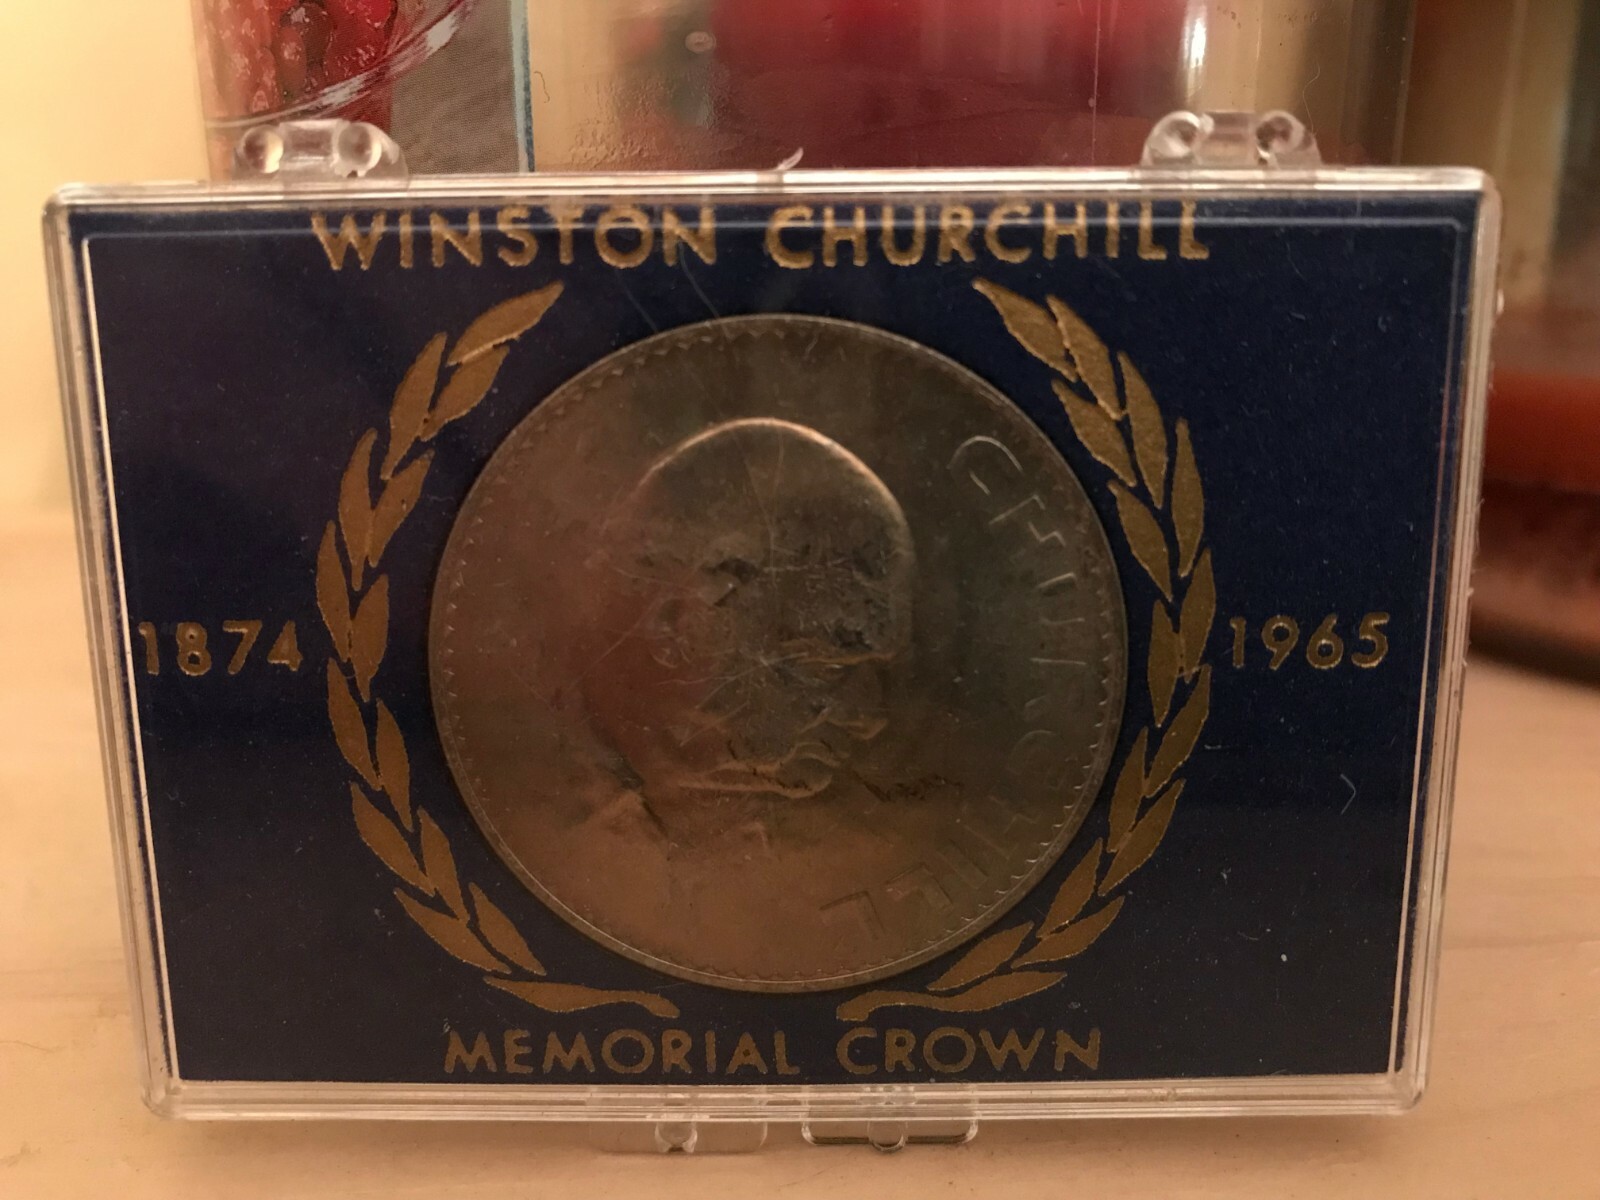 WINSTON CHURCHILL
1874
CHURCHILL
1965
MEMORIAL CROWN